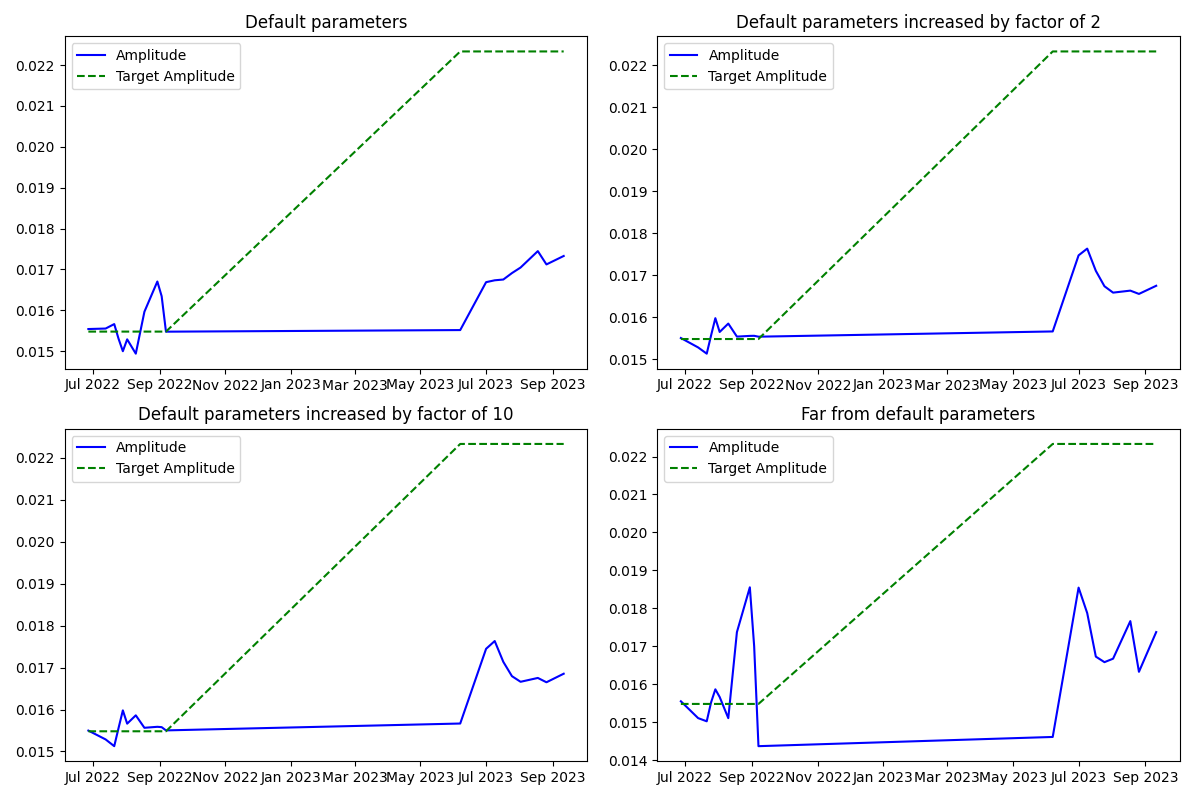 Default parameters
Amplitude
Target Amplitude
0.022
0.021
0.020
0.019
0.018
0.017
0.016
0.015
Jul 2022 Sep 2022 Nov 2022 Jan 2023 Mar 2023 May 2023 Jul 2023 Sep 2023
Default parameters increased by factor of 2
Amplitude
Target Amplitude
0.022
0.021
0.020
0.019
0.018
0.017
0.016
0.015
Jul 2022 Sep 2022 Nov 2022 Jan 2023 Mar 2023 May 2023 Jul 2023 Sep 2023
Default parameters increased by factor of 10
Amplitude
Target Amplitude
0.022
0.021
0.020
0.019
0.018
0.017
0.016
0.015
Jul 2022 Sep 2022 Nov 2022 Jan 2023 Mar 2023 May 2023 Jul 2023 Sep 2023
Far from default parameters
Amplitude
Target Amplitude
0.022
0.021
0.020
0.019
0.018
0.017
0.016
0.015
0.014
Jul 2022 Sep 2022 Nov 2022 Jan 2023 Mar 2023 May 2023 Jul 2023 Sep 2023